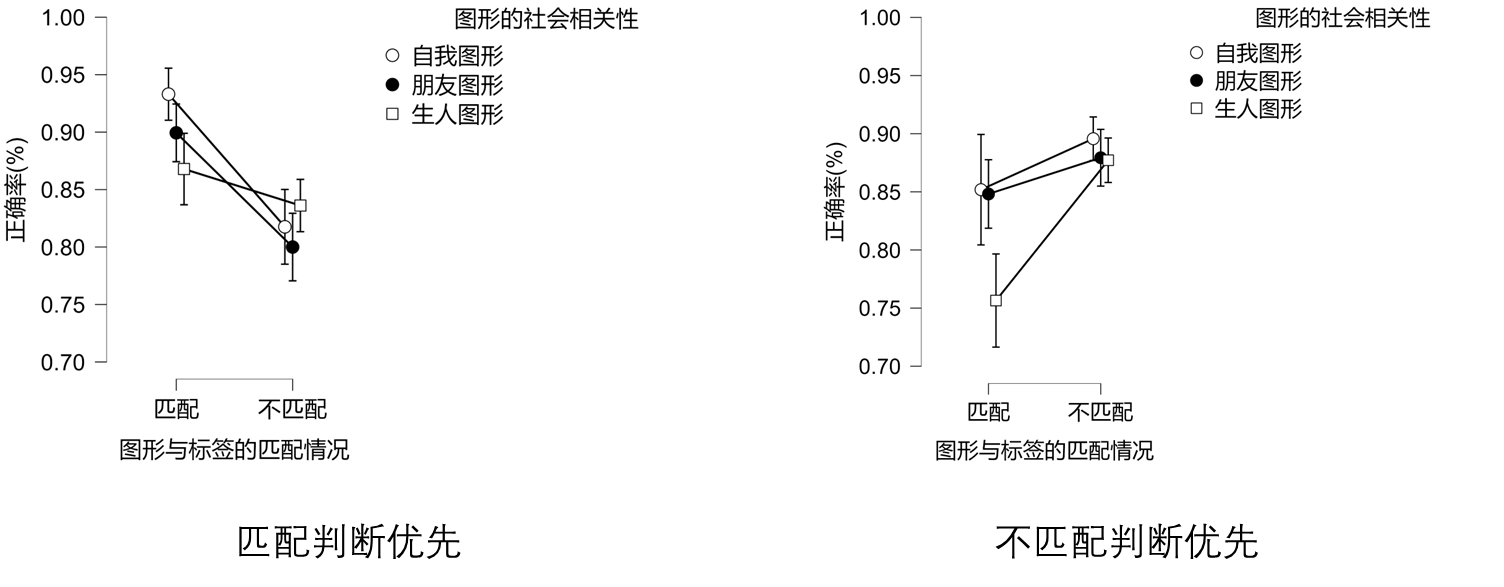 图形的社会相关性
自我图形
朋友图形
生人图形
正确率(%)
1.00
0.95
0.90
0.85
0.80
0.75
0.70
匹配
不匹配
图形与标签的匹配情况
匹配判断优先
图形的社会相关性
自我图形
朋友图形
生人图形
正确率(%)
1.00
0.95
0.90
0.85
0.80
0.75
0.70
匹配
不匹配
图形与标签的匹配情况
不匹配判断优先